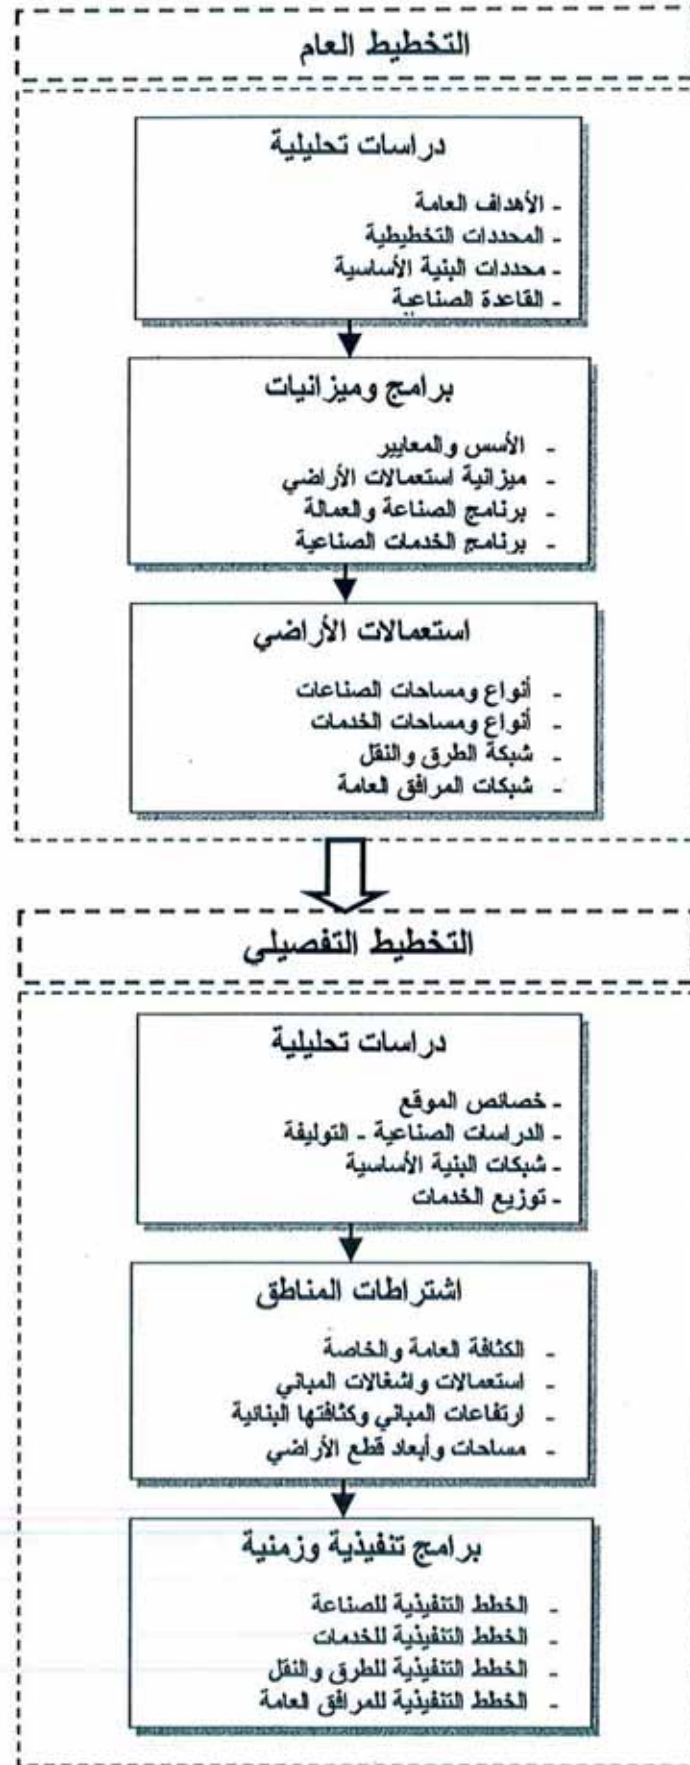 التخطيط العام
دراسات تحليلية
- الأهداف العامة
- المحددات التخطيطية
- محددات البنية الأساسية
- القاعدة الصناعية
برامج وميزانيات
- الأسس والمعايير
- ميزانية استعمالات الأراضي
- برنامج الصناعة والعمالة
- برنامج الخدمات الصناعية
استعمالات الأراضي
- أنواع ومساحات الصناعات
- أنواع ومساحات الخدمات
- شبكة الطرق والنقل
- شبكات المرافق العامة
التخطيط التفصيلي
دراسات تحليلية
- خصائص الموقع
- الدراسات الصناعية - التوليفة
- شبكات البنية الأساسية
- توزيع الخدمات
اشتراطات المناطق
- الكثافة العامة والخاصة
- استعمالات واشغالات المباني
- ارتفاعات المباني وكثافتها البنائية
- مساحات وأبعاد قطع الأراضي
برامج تنفيذية وزمنية
- الخطط التنفيذية للصناعة
- الخطط التنفيذية للخدمات
- الخطط التنفيذية للطرق والنقل
- الخطط التنفيذية للمرافق العامة